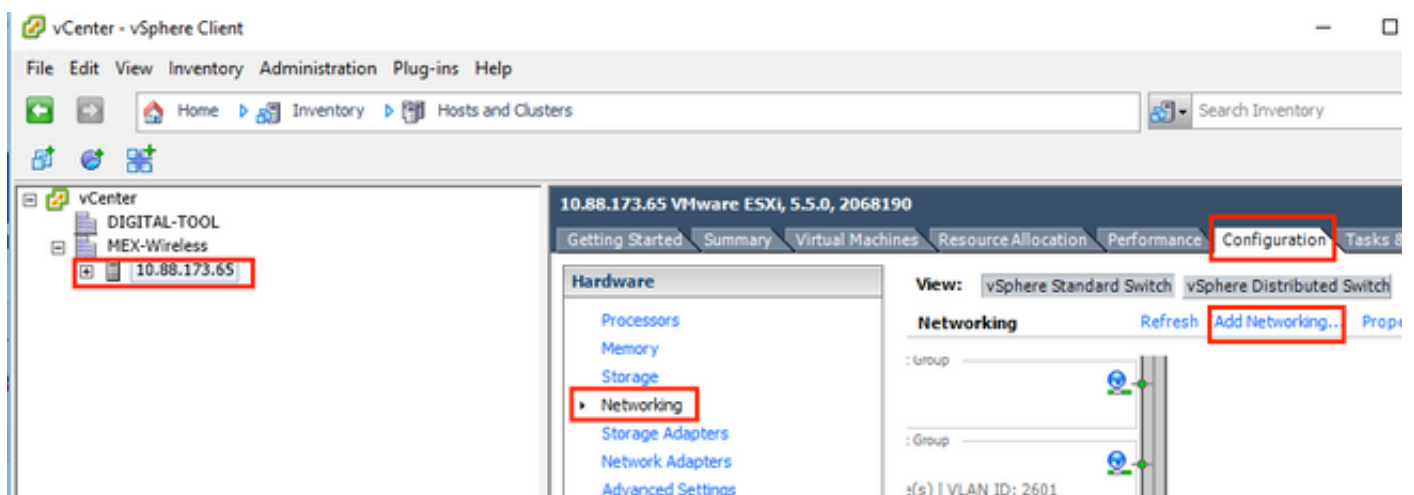 vCenter - vSphere Client
File Edit View Inventory Administration Plug-ins Help
Home Inventory Hosts and Clusters
Search Inventory
vCenter
DIGITAL-TOOL
MEX-Wireless
10.88.173.65
10.88.173.65 VMware ESXi, 5.5.0, 2068190
Getting Started Summary Virtual Machines Resource Allocation Performance Configuration Tasks &
Hardware
Processors
Memory
Storage
Networking
Storage Adapters
Network Adapters
Advanced Settings
View: vSphere Standard Switch vSphere Distributed Switch
Networking Refresh Add Networking... Prope
: Group
: Group
e(s) | VLAN ID: 2601